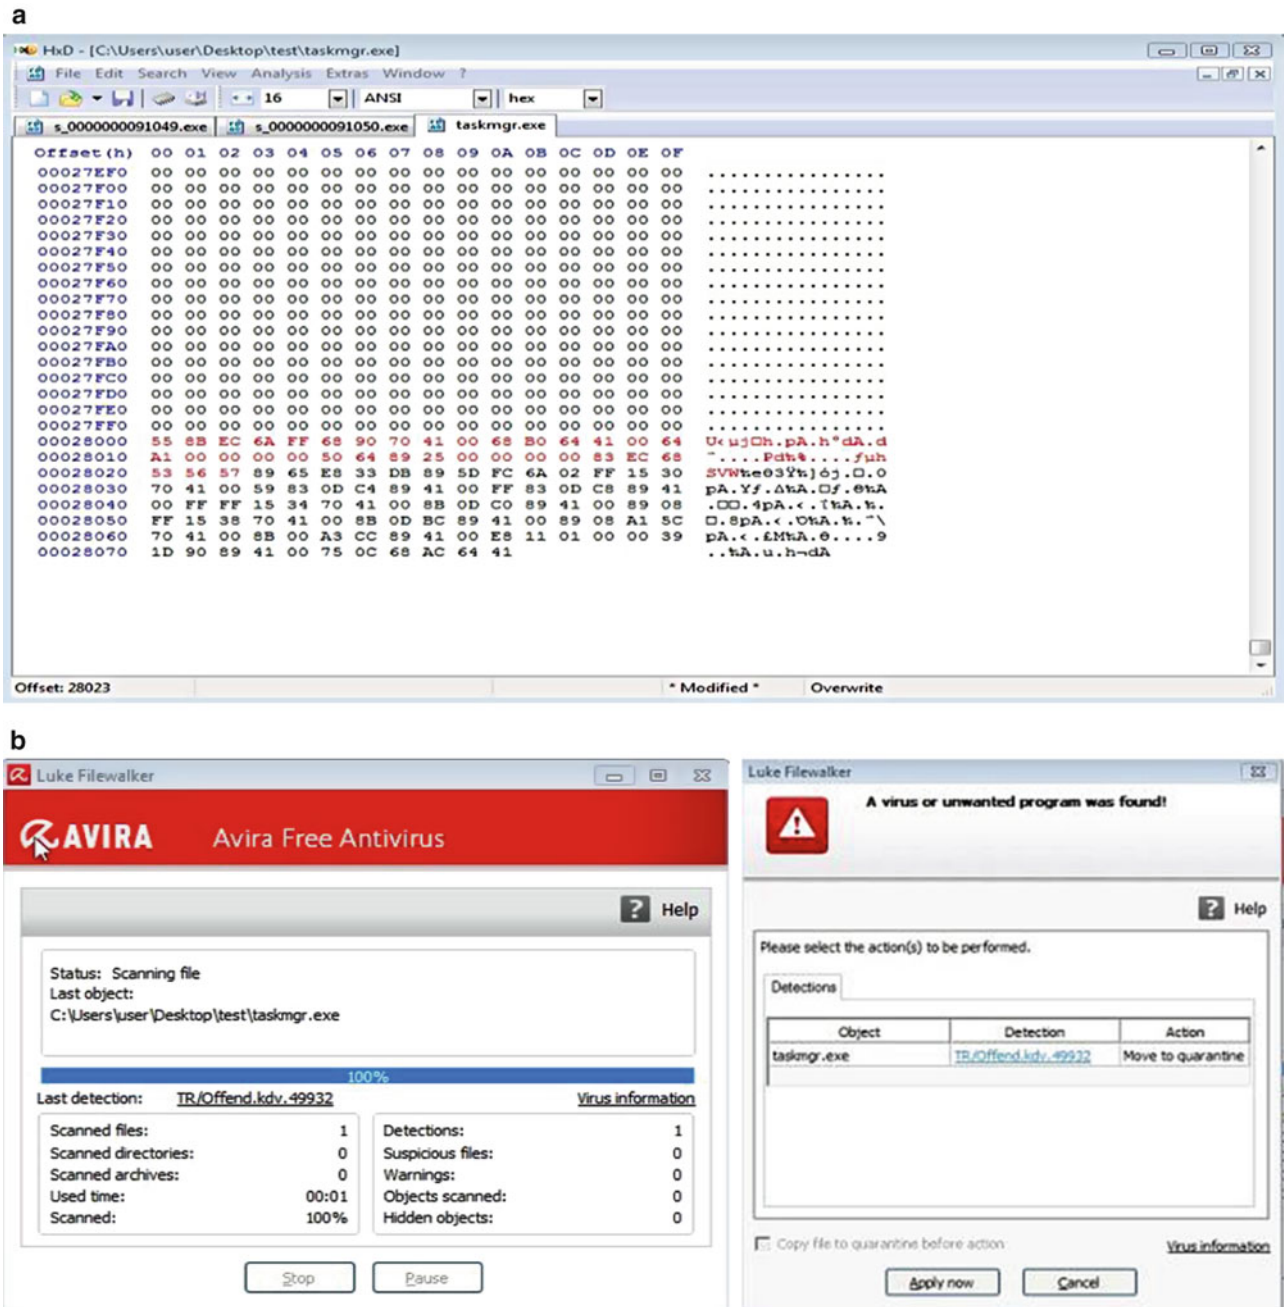 a
HxD - [C:\Users\user\Desktop\test\taskmgr.exe]
File Edit Search View Analysis Extras Window ?
16 ANSI hex
s_0000000091049.exe s_0000000091050.exe taskmgr.exe
Offset(h) 00 01 02 03 04 05 06 07 08 09 0A 0B 0C 0D 0E 0F
00027EF0 00 00 00 00 00 00 00 00 00 00 00 00 00 00 00 00 ................
00027F00 00 00 00 00 00 00 00 00 00 00 00 00 00 00 00 00 ................
00027F10 00 00 00 00 00 00 00 00 00 00 00 00 00 00 00 00 ................
00027F20 00 00 00 00 00 00 00 00 00 00 00 00 00 00 00 00 ................
00027F30 00 00 00 00 00 00 00 00 00 00 00 00 00 00 00 00 ................
00027F40 00 00 00 00 00 00 00 00 00 00 00 00 00 00 00 00 ................
00027F50 00 00 00 00 00 00 00 00 00 00 00 00 00 00 00 00 ................
00027F60 00 00 00 00 00 00 00 00 00 00 00 00 00 00 00 00 ................
00027F70 00 00 00 00 00 00 00 00 00 00 00 00 00 00 00 00 ................
00027F80 00 00 00 00 00 00 00 00 00 00 00 00 00 00 00 00 ................
00027F90 00 00 00 00 00 00 00 00 00 00 00 00 00 00 00 00 ................
00027FA0 00 00 00 00 00 00 00 00 00 00 00 00 00 00 00 00 ................
00027FB0 00 00 00 00 00 00 00 00 00 00 00 00 00 00 00 00 ................
00027FC0 00 00 00 00 00 00 00 00 00 00 00 00 00 00 00 00 ................
00027FD0 00 00 00 00 00 00 00 00 00 00 00 00 00 00 00 00 ................
00027FE0 00 00 00 00 00 00 00 00 00 00 00 00 00 00 00 00 ................
00027FF0 00 00 00 00 00 00 00 00 00 00 00 00 00 00 00 00 ................
00028000 55 8B EC 6A FF 68 90 70 41 00 68 B0 64 41 00 64
00028010 A1 00 00 00 00 50 64 89 25 00 00 00 00 83 EC 68
00028020 53 56 57 89 65 E8 33 DB 89 5D FC 6A 02 FF 15 30
00028030 70 41 00 59 83 0D C4 89 41 00 FF 83 0D C8 89 41
00028040 00 FF FF 15 34 70 41 00 8B 0D C0 89 41 00 89 08
00028050 FF 15 38 70 41 00 8B 0D BC 89 41 00 89 08 A1 5C
00028060 70 41 00 8B 00 A3 CC 89 41 00 E8 11 01 00 00 39
00028070 1D 90 89 41 00 75 0C 68 AC 64 41
Offset: 28023 * Modified * Overwrite
b
Luke Filewalker
AVIRA Avira Free Antivirus
? Help
Status: Scanning file
Last object:
C:\Users\user\Desktop\test\taskmgr.exe
100%
Last detection: TR/Offend.kdv.49932 Virus information
Scanned files: 1 Detections: 1
Scanned directories: 0 Suspicious files: 0
Scanned archives: 0 Warnings: 0
Used time: 00:01 Objects scanned: 0
Scanned: 100% Hidden objects: 0
Stop Pause
Luke Filewalker
A virus or unwanted program was found!
? Help
Please select the action(s) to be performed.
Detections
Object Detection Action
taskmgr.exe TR/Offend.kdv.49932 Move to quarantine
Copy file to quarantine before action Virus information
Apply now Cancel